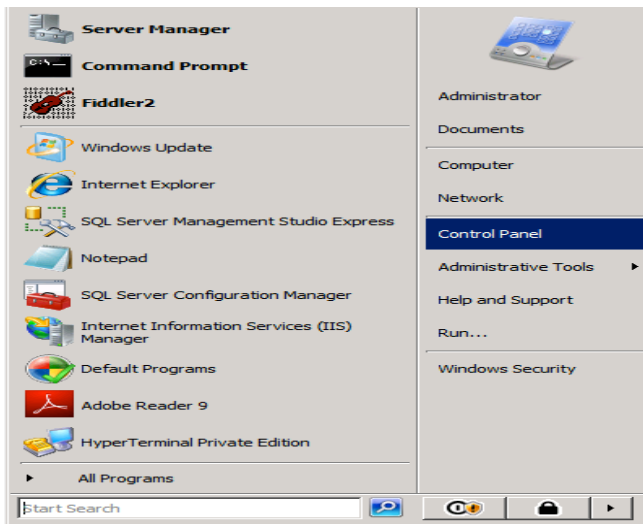 Server Manager
C:\
Command Prompt
Fiddler2
Windows Update
Internet Explorer
SQL Server Management Studio Express
Notepad
SQL Server Configuration Manager
Internet Information Services (IIS)
Manager
Default Programs
Adobe Reader 9
HyperTerminal Private Edition
All Programs
Start Search
Administrator
Documents
Computer
Network
Control Panel
Administrative Tools
Help and Support
Run...
Windows Security